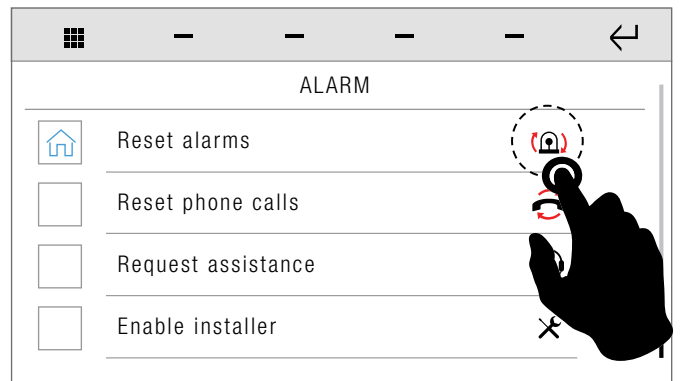 ALARM
Reset alarms
Reset phone calls
Request assistance
Enable installer